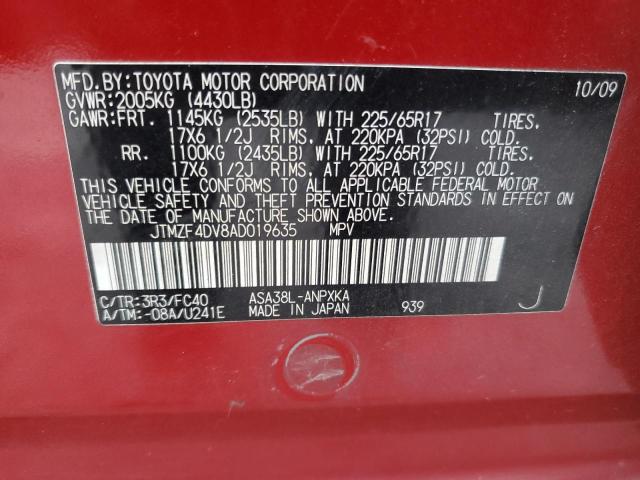 MFD.BY:TOYOTA MOTOR CORPORATION 10/09
GVWR:2005KG (4430LB)
GAWR:FRT. 1145KG (2535LB) WITH 225/65R17 TIRES,
17X6 1/2J RIMS, AT 220KPA (32PSI) COLD.
RR. 1100KG (2435LB) WITH 225/65R17 TIRES,
17X6 1/2J RIMS, AT 220KPA (32PSI) COLD.
THIS VEHICLE CONFORMS TO ALL APPLICABLE FEDERAL MOTOR
VEHICLE SAFETY AND THEFT PREVENTION STANDARDS IN EFFECT ON
THE DATE OF MANUFACTURE SHOWN ABOVE.
JTMZF4DV8AD019635 MPV
C/TR:3R3/FC40 ASA38L-ANPXKA
A/TM:-08A/U241E MADE IN JAPAN 939 J